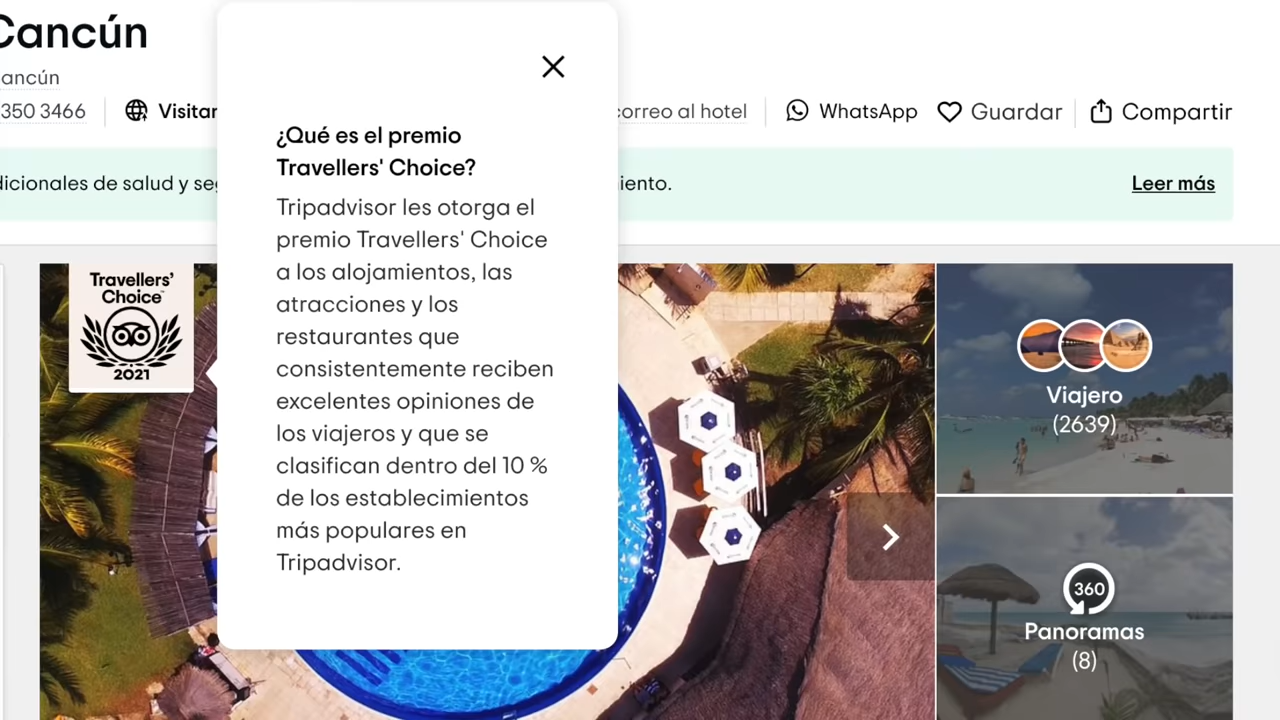 Cancún
ancún
350 3466
Visitar
correo al hotel
WhatsApp
Guardar
Compartir
dicionales de salud y seg
iento.
Leer más
¿Qué es el premio
Travellers' Choice?
Tripadvisor les otorga el
premio Travellers' Choice
a los alojamientos, las
atracciones y los
restaurantes que
consistentemente reciben
excelentes opiniones de
los viajeros y que se
clasifican dentro del 10 %
de los establecimientos
más populares en
Tripadvisor.
Travellers'
Choice™
2021
Viajero
(2639)
360
Panoramas
(8)